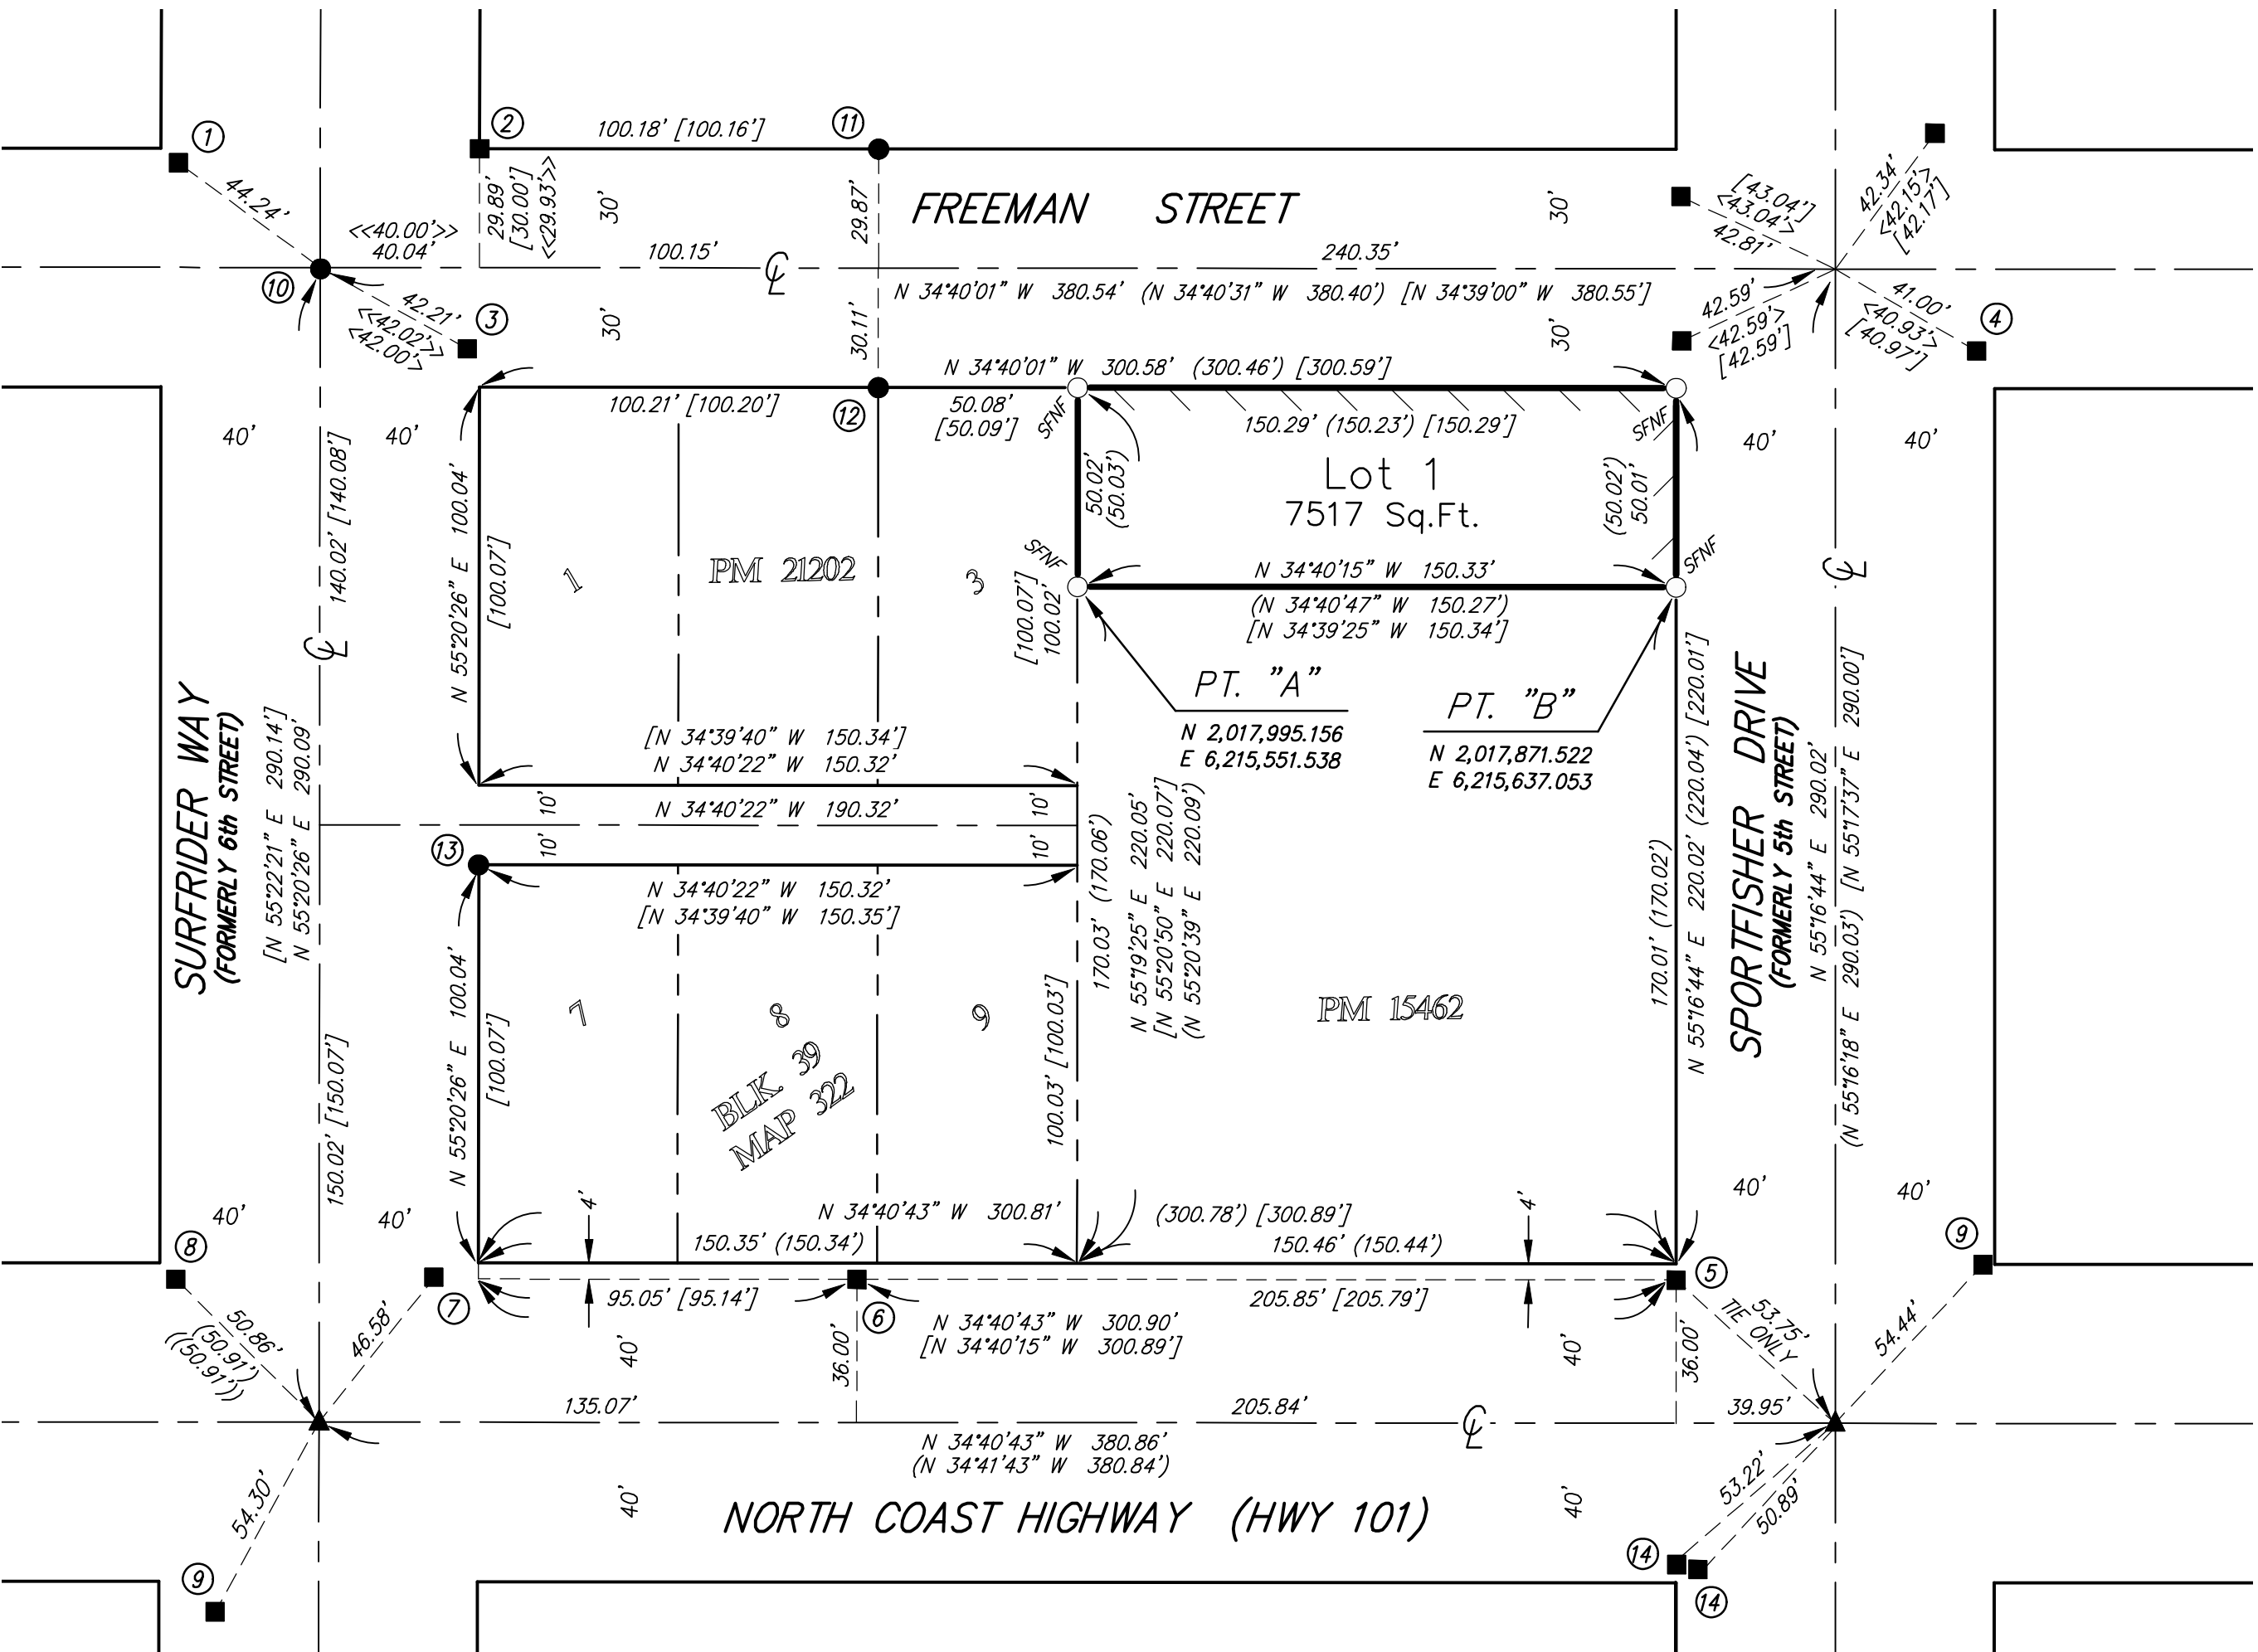 1
2
100.18' [100.16']
11
44.24'
<<40.00'>>
40.04'
29.89'
[30.00']
<<29.93'>>
30'
29.87'
FREEMAN STREET
30'
[43.04']
<43.04'>
42.81'
42.34'
<42.15'>
[42.17']
10
100.15'
℄
240.35'
N 34°40'01" W 380.54' (N 34°40'31" W 380.40') [N 34°39'00" W 380.55']
42.21'
<<42.02'>>
<42.00'>
3
30'
30.11'
30'
42.59'
<42.59'>
[42.59']
41.00'
<40.93'>
[40.97']
4
N 34°40'01" W 300.58' (300.46') [300.59']
100.21' [100.20']
12
50.08'
[50.09']
SFNF
150.29' (150.23') [150.29']
SFNF
40'
40'
40'
40'
140.02' [140.08']
N 55°20'26" E 100.04'
[100.07']
50.02'
(50.03')
Lot 1
7517 Sq.Ft.
(50.02')
50.01'
1
PM 21202
3
SFNF
SFNF
N 34°40'15" W 150.33'
(N 34°40'47" W 150.27')
[N 34°39'25" W 150.34']
[100.07']
100.02'
℄
℄
PT. "A"
N 2,017,995.156
E 6,215,551.538
PT. "B"
N 2,017,871.522
E 6,215,637.053
SURFRIDER WAY
(FORMERLY 6th STREET)
[N 55°22'21" E 290.14']
N 55°20'26" E 290.09'
[N 34°39'40" W 150.34']
N 34°40'22" W 150.32'
10'
N 34°40'22" W 190.32'
10'
13
10'
10'
N 34°40'22" W 150.32'
[N 34°39'40" W 150.35']
170.03' (170.06')
N 55°19'25" E 220.05'
[N 55°20'50" E 220.07']
(N 55°20'39" E 220.09')
170.01' (170.02')
N 55°16'44" E 220.02' (220.04') [220.01']
SPORTFISHER DRIVE
(FORMERLY 5th STREET)
N 55°16'44" E 290.02'
(N 55°16'18" E 290.03') [N 55°17'37" E 290.00']
7
8
9
BLK. 39
MAP 322
PM 15462
N 55°20'26" E 100.04'
[100.07']
100.03' [100.03']
150.02' [150.07']
40'
40'
4'
N 34°40'43" W 300.81'
(300.78') [300.89']
4'
40'
40'
150.35' (150.34')
150.46' (150.44')
8
7
95.05' [95.14']
6
205.85' [205.79']
5
9
50.86'
(50.91')
((50.91'))
46.58'
40'
36.00'
N 34°40'43" W 300.90'
[N 34°40'15" W 300.89']
40'
36.00'
53.75'
TIE ONLY
54.44'
135.07'
205.84'
℄
39.95'
N 34°40'43" W 380.86'
(N 34°41'43" W 380.84')
54.30'
40'
NORTH COAST HIGHWAY (HWY 101)
40'
53.22'
50.89'
9
14
14